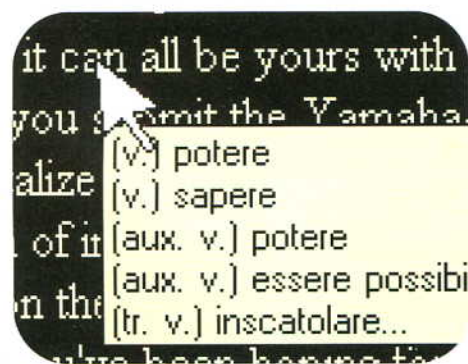 it can all be yours with
you submit the Yamaha
(v.) potere
alize
(v.) sapere
of
(aux. v.) potere
(aux. v.) essere possibi
on the
(tr. v.) inscatolare...
been